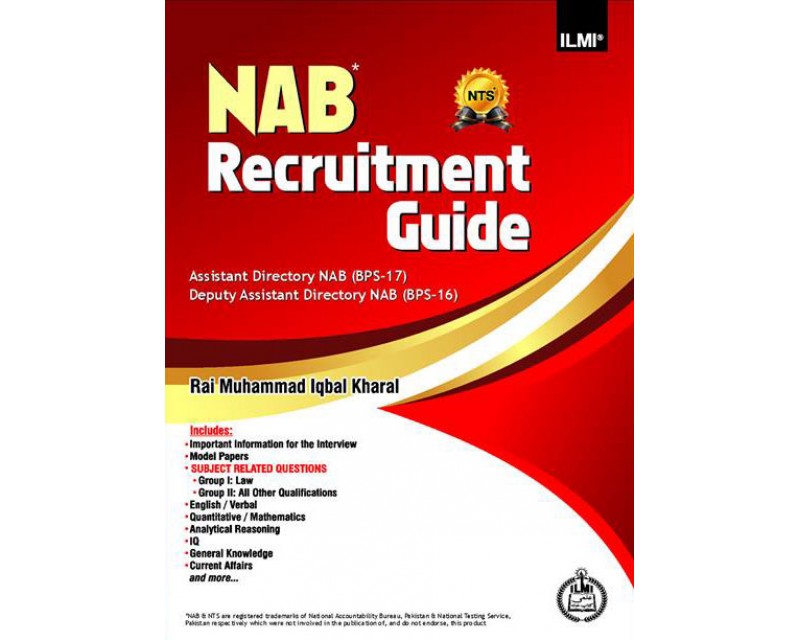 ILMI®
NAB*
NTS*
Recruitment
Guide
Assistant Directory NAB (BPS-17)
Deputy Assistant Directory NAB (BPS-16)
Rai Muhammad Iqbal Kharal
Includes:
• Important Information for the Interview
• Model Papers
• SUBJECT RELATED QUESTIONS
• Group I: Law
• Group II: All Other Qualifications
• English / Verbal
• Quantitative / Mathematics
• Analytical Reasoning
• IQ
• General Knowledge
• Current Affairs
and more...
*NAB & NTS are registered trademarks of National Accountability Bureau, Pakistan & National Testing Service,
Pakistan respectively which were not involved in the publication of, and do not endorse, this product
ILMI